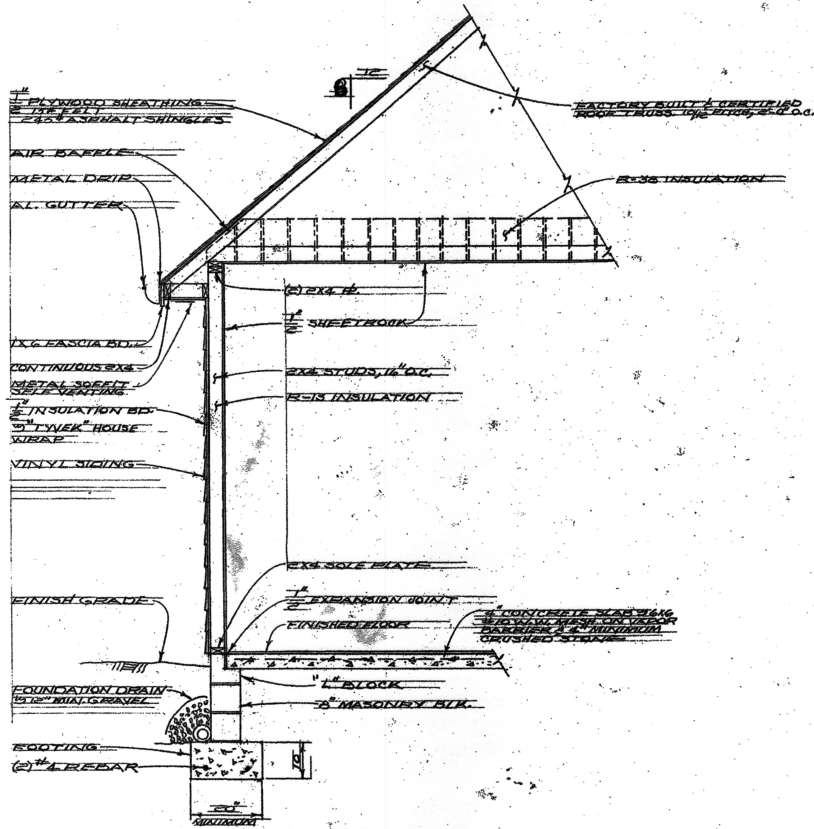 12
8
1/2" PLYWOOD SHEATHING
15# FELT
ASPHALT SHINGLES
FACTORY BUILT & CERTIFIED
ROOF TRUSS. 10/12 PITCH, 2'-0" O.C.
AIR BAFFLE
METAL DRIP
AL. GUTTER
R-38 INSULATION
(2) 2X4 PL.
1/2" SHEETROCK
1X6 FASCIA BD.
CONTINUOUS 2X4
METAL SOFFIT
SELF VENTING
2X4 STUDS, 16" O.C.
R-13 INSULATION
1/2" INSULATION BD.
"TYVEK" HOUSE
WRAP
VINYL SIDING
2X4 SOLE PLATE
FINISH GRADE
1/2" EXPANSION JOINT
FINISHED FLOOR
4" CONCRETE SLAB 6X6
#10 W.W. MESH ON VAPOR
BARRIER & 4" MINIMUM
CRUSHED STONE
FOUNDATION DRAIN
12" MIN. GRAVEL
"L" BLOCK
8" MASONRY BLK.
FOOTING
(2) #4 REBAR
10"
20"
MINIMUM